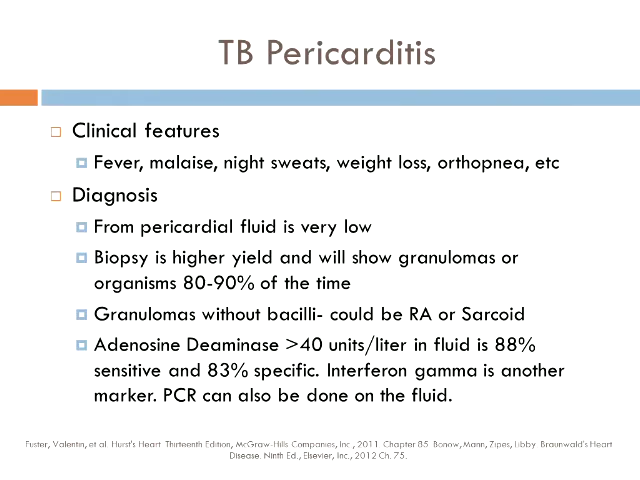 TB Pericarditis
Clinical features
Fever, malaise, night sweats, weight loss, orthopnea, etc
Diagnosis
From pericardial fluid is very low
Biopsy is higher yield and will show granulomas or
organisms 80-90% of the time
Granulomas without bacilli- could be RA or Sarcoid
Adenosine Deaminase >40 units/liter in fluid is 88%
sensitive and 83% specific. Interferon gamma is another
marker. PCR can also be done on the fluid.
Fuster, Valentin, et al. Hurst's Heart. Thirteenth Edition, McGraw-Hills Companies, Inc., 2011. Chapter 85. Bonow, Mann, Zipes, Libby. Braunwald's Heart
Disease. Ninth Ed., Elsevier, Inc., 2012 Ch. 75.